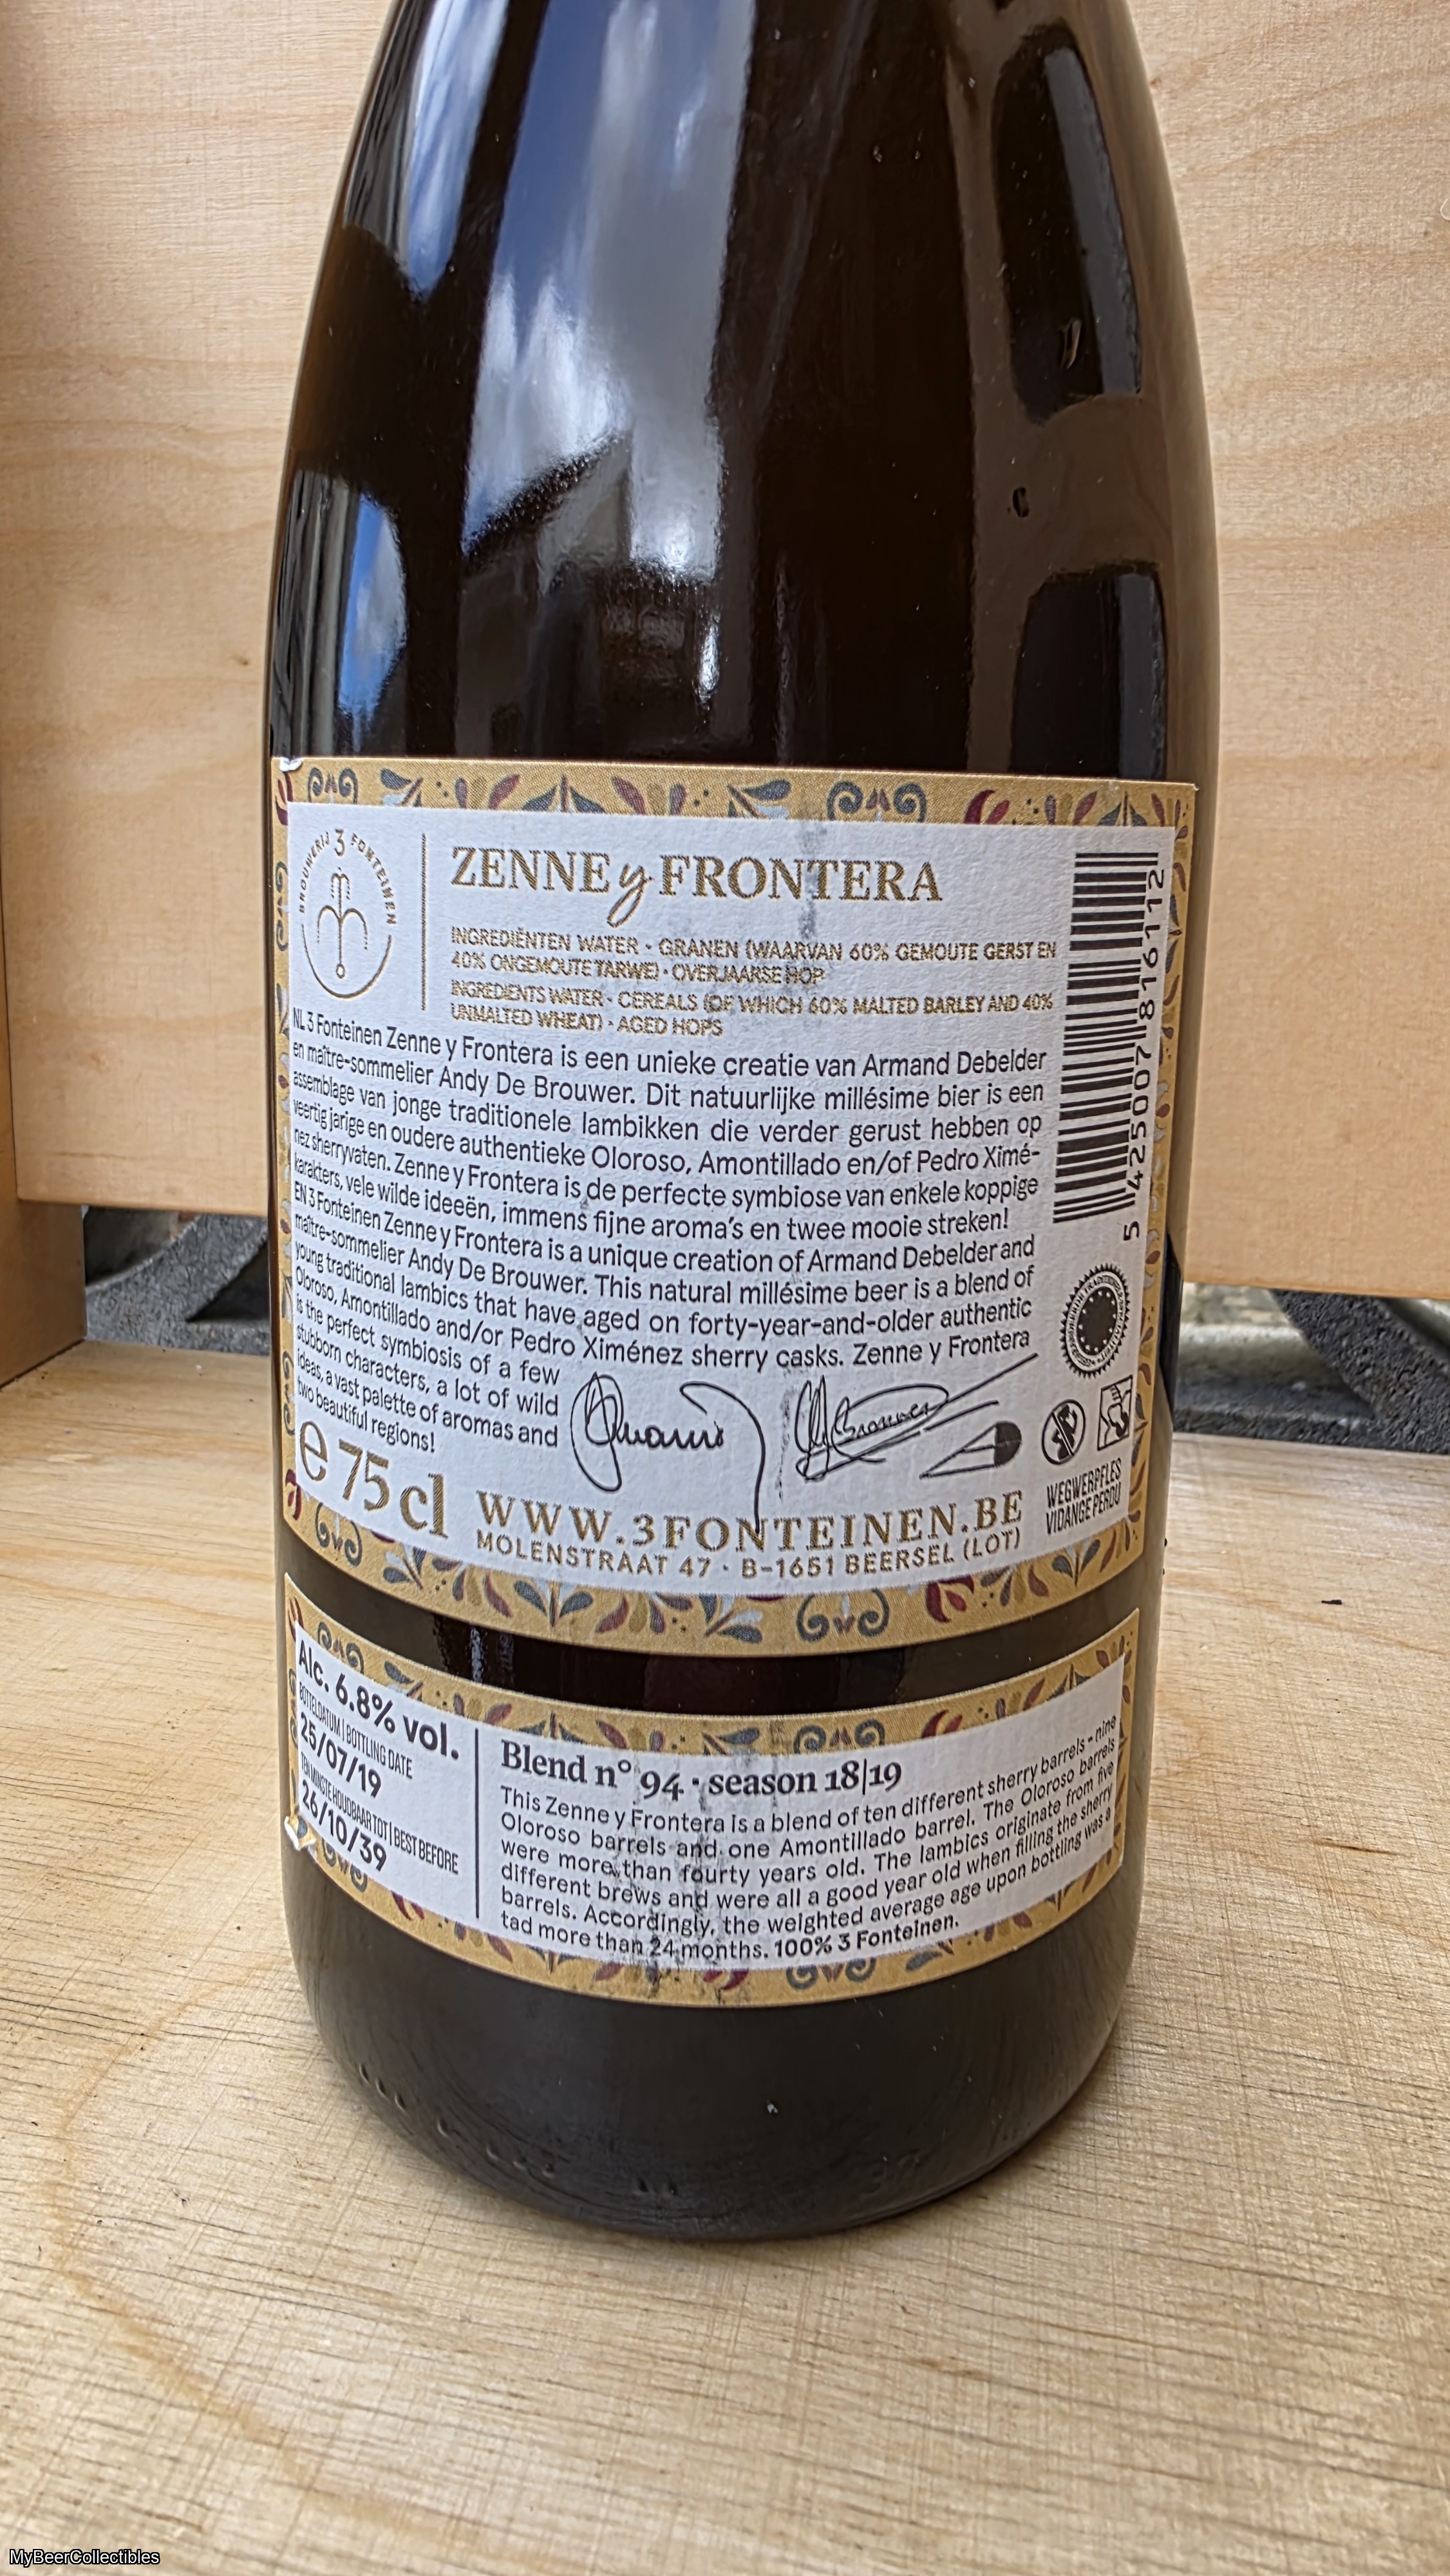 BROUWERIJ 3 FONTEINEN
ZENNE y FRONTERA
INGREDIËNTEN WATER • GRANEN (WAARVAN 60% GEMOUTE GERST EN
40% ONGEMOUTE TARWE) • OVERJAARSE HOP
INGREDIENTS WATER • CEREALS (OF WHICH 60% MALTED BARLEY AND 40%
UNMALTED WHEAT) • AGED HOPS
NL 3 Fonteinen Zenne y Frontera is een unieke creatie van Armand Debelder
en maître-sommelier Andy De Brouwer. Dit natuurlijke millésime bier is een
assemblage van jonge traditionele lambikken die verder gerust hebben op
veertig jarige en oudere authentieke Oloroso, Amontillado en/of Pedro Ximé-
nez sherryvaten. Zenne y Frontera is de perfecte symbiose van enkele koppige
karakters, vele wilde ideeën, immens fijne aroma's en twee mooie streken!
EN 3 Fonteinen Zenne y Frontera is a unique creation of Armand Debelder and
maître-sommelier Andy De Brouwer. This natural millésime beer is a blend of
young traditional lambics that have aged on forty-year-and-older authentic
Oloroso, Amontillado and/or Pedro Ximénez sherry casks. Zenne y Frontera
is the perfect symbiosis of a few
stubborn characters, a lot of wild
ideas, a vast palette of aromas and
two beautiful regions!
5 425007 816112
e 75 cl
WWW.3FONTEINEN.BE
MOLENSTRAAT 47 • B-1651 BEERSEL (LOT)
WEGWERPFLES
VIDANGE PERDU
Alc. 6.8% vol.
BOTTELDATUM | BOTTLING DATE
25/07/19
TEN MINSTE HOUDBAAR TOT | BEST BEFORE
26/10/39
Blend n° 94 • season 18|19
This Zenne y Frontera is a blend of ten different sherry barrels - nine
Oloroso barrels and one Amontillado barrel. The Oloroso barrels
were more than fourty years old. The lambics originate from five
different brews and were all a good year old when filling the sherry
barrels. Accordingly, the weighted average age upon bottling was a
tad more than 24 months. 100% 3 Fonteinen.
MyBeerCollectibles